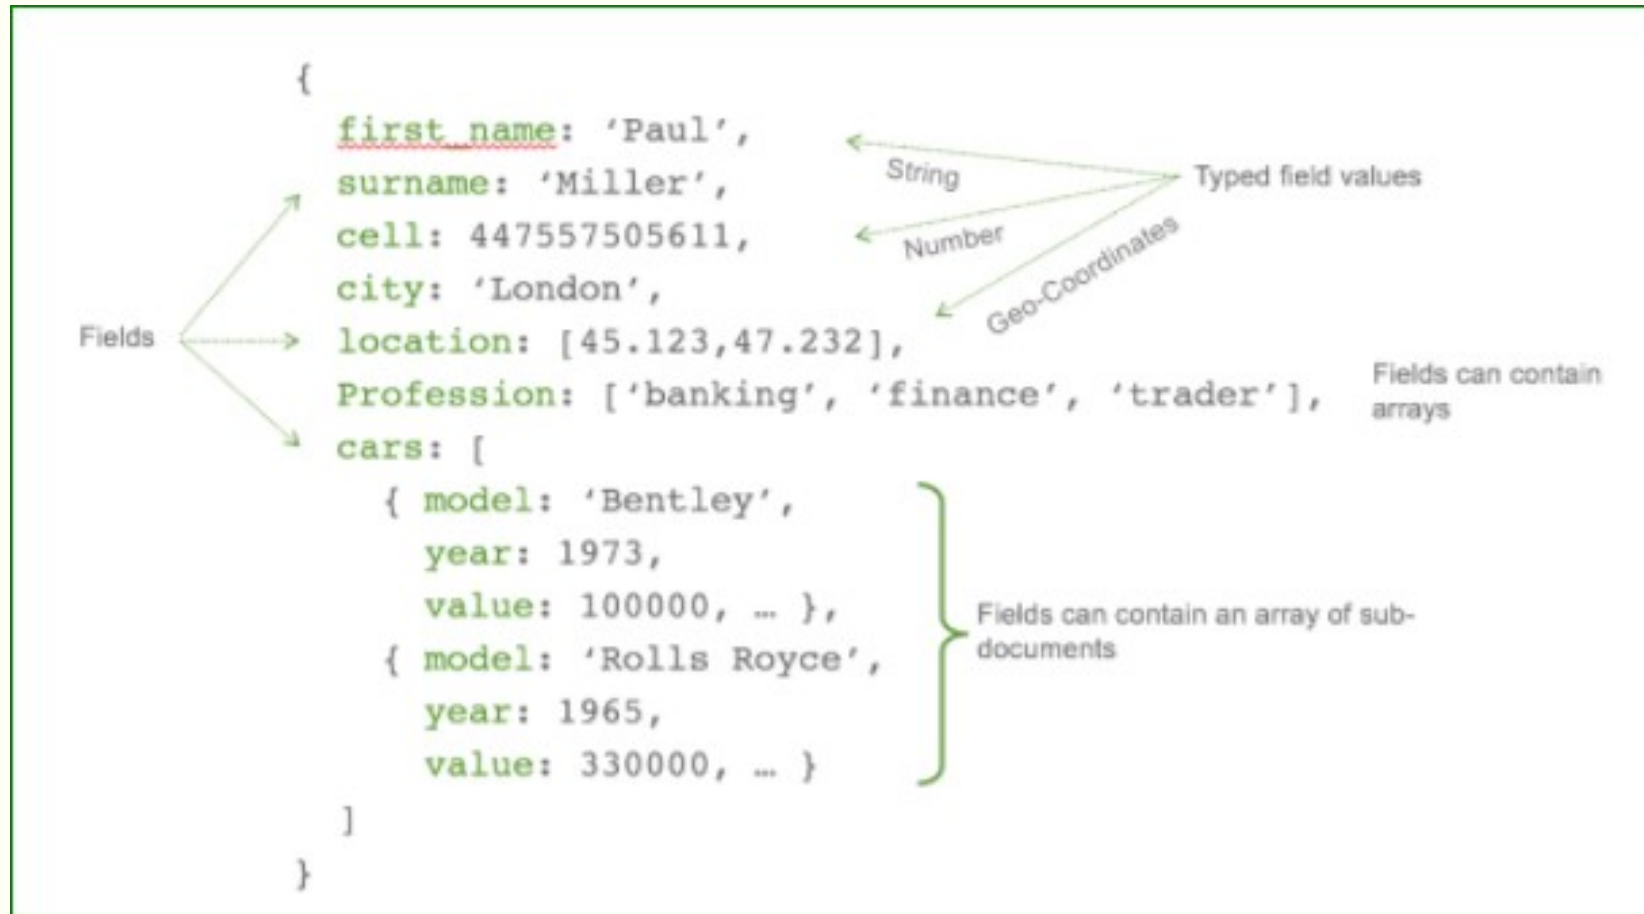 {
first_name: ‘Paul’,
surname: ‘Miller’,
cell: 447557505611,
city: ‘London’,
location: [45.123,47.232],
Profession: [‘banking’, ‘finance’, ‘trader’],
cars: [
{ model: ‘Bentley’,
year: 1973,
value: 100000, … },
{ model: ‘Rolls Royce’,
year: 1965,
value: 330000, … }
]
}
Fields
String
Number
Geo-Coordinates
Typed field values
Fields can contain
arrays
Fields can contain an array of sub-
documents